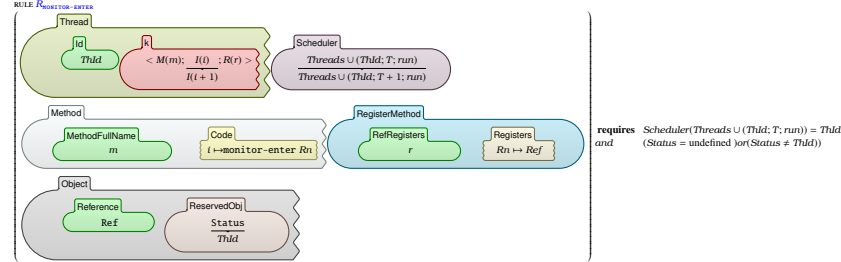 RULE R_MONITOR-ENTER
Thread
Id
ThId
k
< M(m); I(i) ; R(r) >
I(i + 1)
Scheduler
Threads ∪ (ThId; T; run)
Threads ∪ (ThId; T + 1; run)
Method
MethodFullName
m
Code
i ↦ monitor-enter Rn
RegisterMethod
RefRegisters
r
Registers
Rn ↦ Ref
requires Scheduler(Threads ∪ (ThId; T; run)) = ThId
and (Status = undefined )or(Status ≠ ThId))
Object
Reference
Ref
ReservedObj
Status
ThId